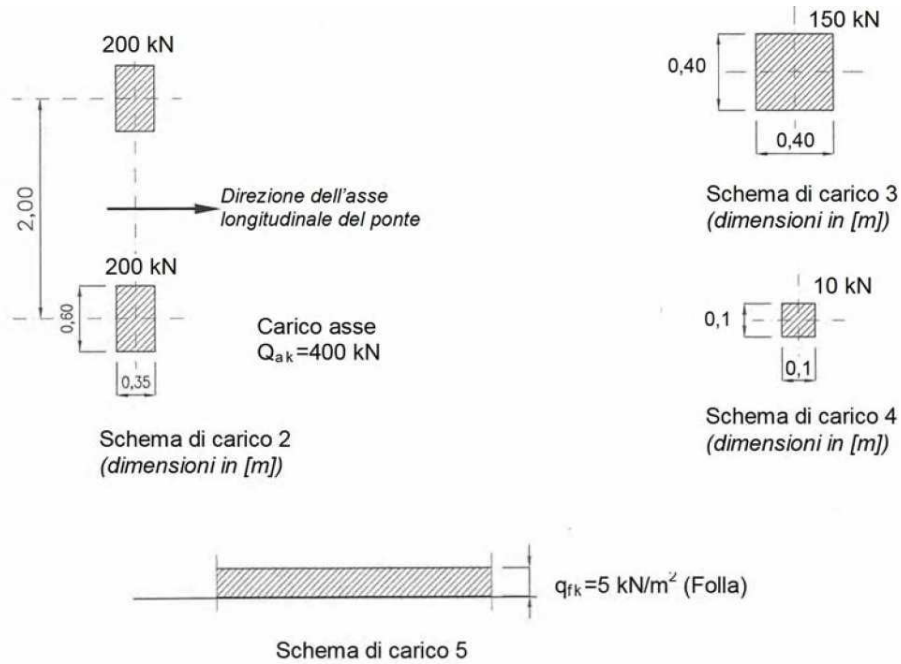 200 kN
2,00
Direzione dell'asse
longitudinale del ponte
200 kN
0,60
0,35
Carico asse
Qak=400 kN
Schema di carico 2
(dimensioni in [m])
150 kN
0,40
0,40
Schema di carico 3
(dimensioni in [m])
10 kN
0,1
0,1
Schema di carico 4
(dimensioni in [m])
qfk=5 kN/m² (Folla)
Schema di carico 5